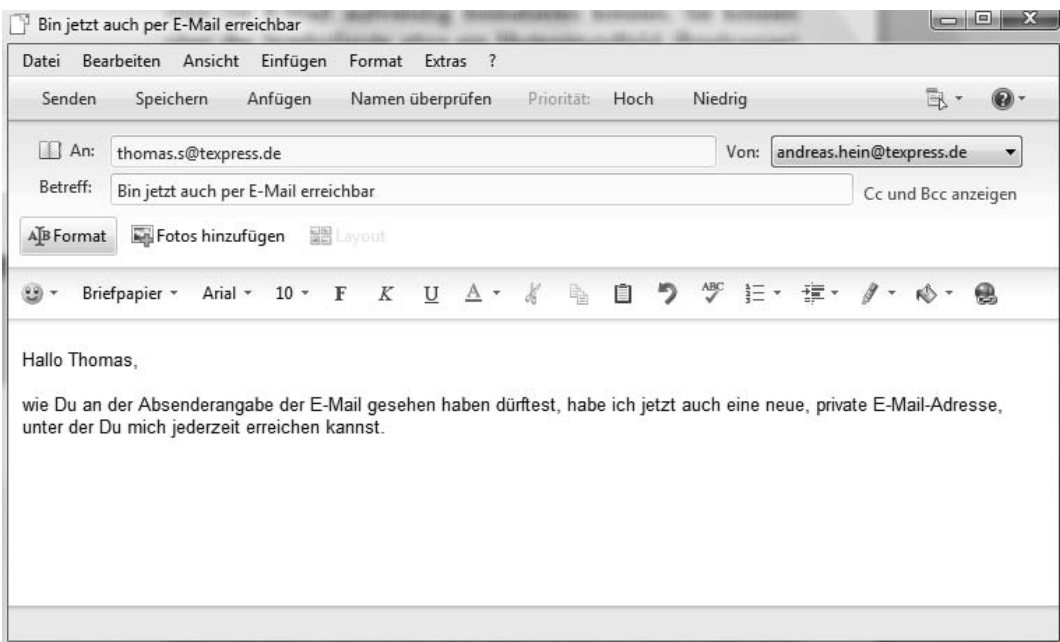 Bin jetzt auch per E-Mail erreichbar
Datei Bearbeiten Ansicht Einfügen Format Extras ?
Senden Speichern Anfügen Namen überprüfen Priorität: Hoch Niedrig
An: thomas.s@texpress.de Von: andreas.hein@texpress.de
Betreff: Bin jetzt auch per E-Mail erreichbar Cc und Bcc anzeigen
Format Fotos hinzufügen Layout
Briefpapier Arial 10 F K U A ABC
Hallo Thomas,
wie Du an der Absenderangabe der E-Mail gesehen haben dürftest, habe ich jetzt auch eine neue, private E-Mail-Adresse,
unter der Du mich jederzeit erreichen kannst.